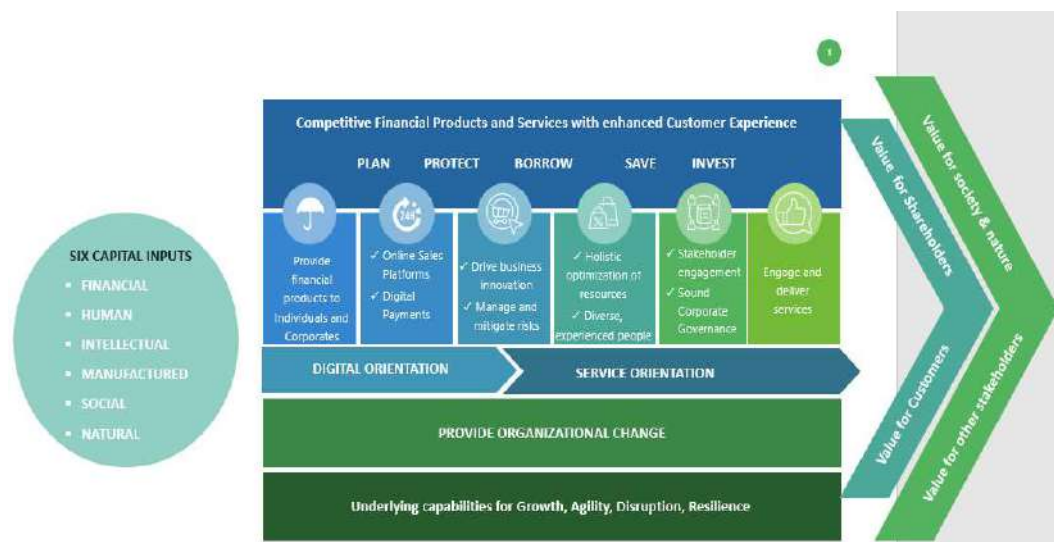 1
Competitive Financial Products and Services with enhanced Customer Experience
PLAN PROTECT BORROW SAVE INVEST
SIX CAPITAL INPUTS
▪ FINANCIAL
▪ HUMAN
▪ INTELLECTUAL
▪ MANUFACTURED
▪ SOCIAL
▪ NATURAL
Provide
financial
products to
Individuals and
Corporates
24H
✓ Online Sales
Platforms
✓ Digital
Payments
✓ Drive business
innovation
✓ Manage and
mitigate risks
✓ Holistic
optimization of
resources
✓ Diverse,
experienced people
✓ Stakeholder
engagement
✓ Sound
Corporate
Governance
Engage and
deliver
services
DIGITAL ORIENTATION
SERVICE ORIENTATION
PROVIDE ORGANIZATIONAL CHANGE
Underlying capabilities for Growth, Agility, Disruption, Resilience
Value for Shareholders
Value for Customers
Value for society & nature
Value for other stakeholders